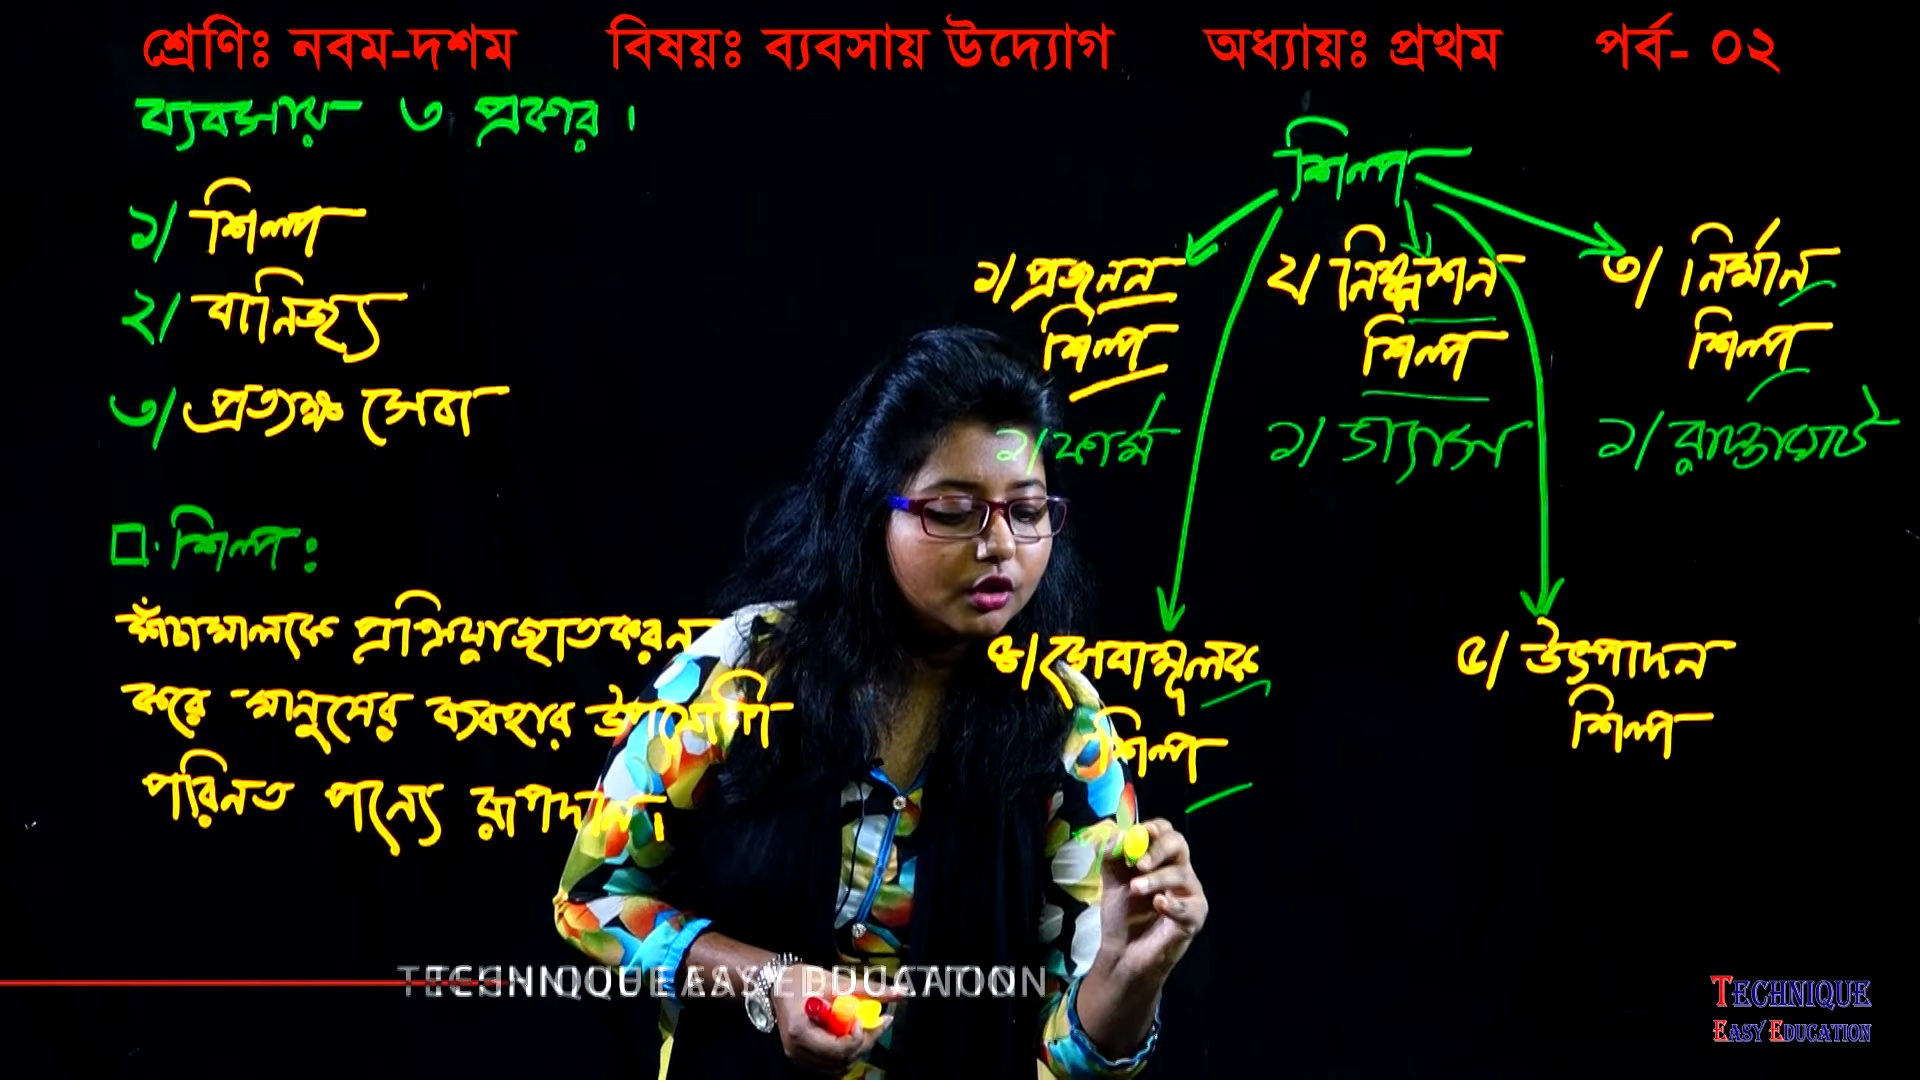 শ্রেণিঃ নবম-দশম বিষয়ঃ ব্যবসায় উদ্যোগ অধ্যায়ঃ প্রথম পর্ব- ০২
ব্যবসায় ৩ প্রকার।
১/ শিল্প
২/ বানিজ্য
৩/ প্রত্যক্ষ সেবা
□. শিল্প :
কাঁচামালকে প্রক্রিয়াজাতকরন
করে মানুষের ব্যবহার উপযোগী
পরিনত পন্যে রূপদান।
শিল্প
১/ প্রজনন
শিল্প
১/ ফার্ম
২/ নিষ্কাশন
শিল্প
১/ গ্যাস
৩/ নির্মান
শিল্প
১/ রাস্তাঘাট
৪/ সেবামূলক
শিল্প
৫/ উৎপাদন
শিল্প
TECHNIQUE EASY EDUCATION
TECHNIQUE
EASY EDUCATION